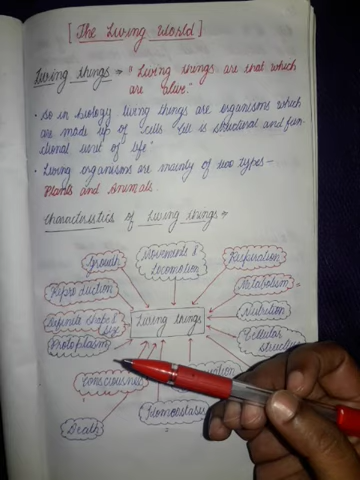 [ The Living World ]
Living things ⇒ "Living things are that which
are alive."
• So in biology living things are organisms which
are made up of cells. Cell is structural and fun-
ctional unit of life"
• Living organisms are mainly of two types-
Plants and Animals.
Characteristics of Living things ⇒
Movements &
Locomotion
Growth
Respiration
Reproduction
Metabolism
Definite shape &
size
Living things
Nutrition
Protoplasm
Cellular
structure
Consciousness
Homeostasis
Death